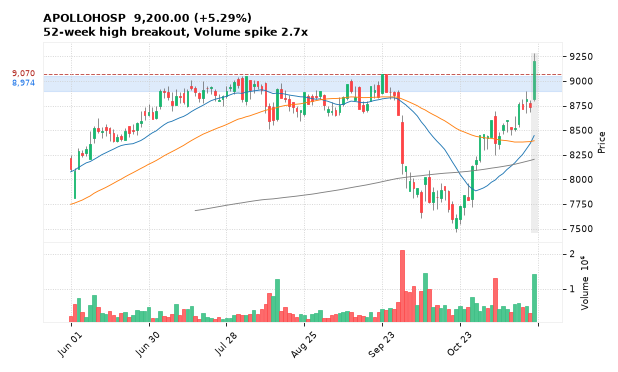 APOLLOHOSP 9,200.00 (+5.29%)
52-week high breakout, Volume spike 2.7x
9,070
8,974
9250
9000
8750
8500
8250
8000
7750
7500
Price
2
1
Volume 10⁶
Jun 01
Jun 30
Jul 28
Aug 25
Sep 23
Oct 23